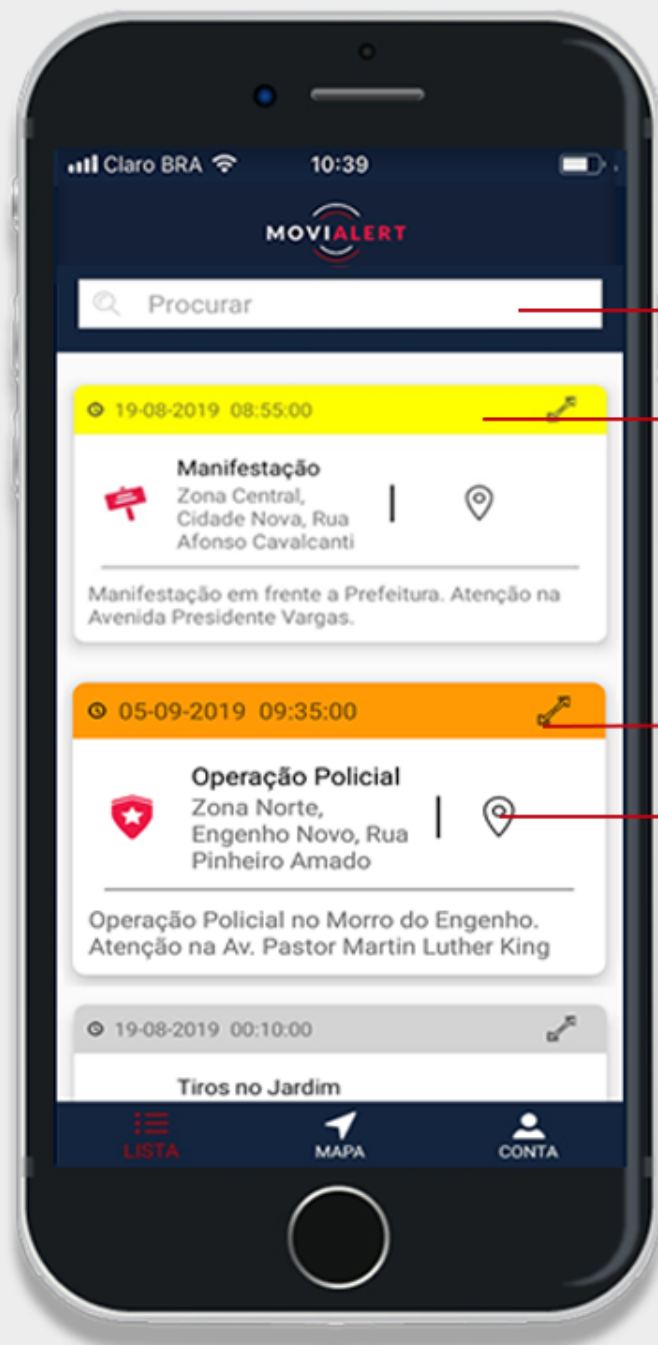 Claro BRA 10:39
MOVIALERT
Procurar
19-08-2019 08:55:00
Manifestação
Zona Central,
Cidade Nova, Rua
Afonso Cavalcanti
Manifestação em frente a Prefeitura. Atenção na
Avenida Presidente Vargas.
05-09-2019 09:35:00
Operação Policial
Zona Norte,
Engenho Novo, Rua
Pinheiro Amado
Operação Policial no Morro do Engenho.
Atenção na Av. Pastor Martin Luther King
19-08-2019 00:10:00
Tiros no Jardim
LISTA MAPA CONTA